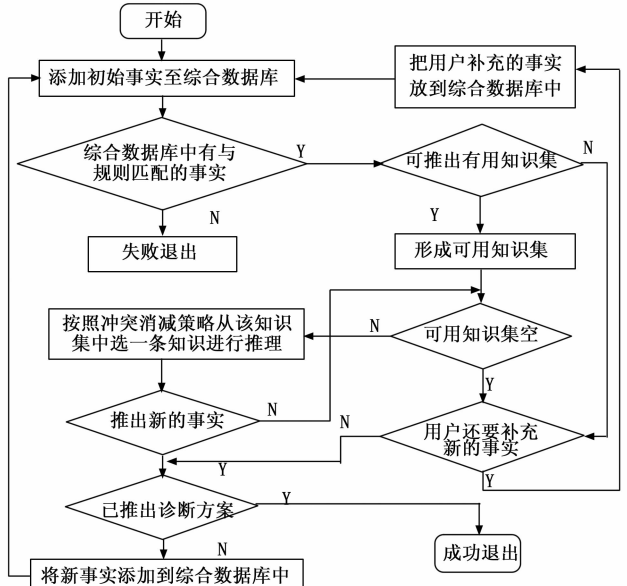 开始
添加初始事实至综合数据库
把用户补充的事实
放到综合数据库中
综合数据库中有与
规则匹配的事实
Y
可推出有用知识集
N
N
Y
失败退出
形成可用知识集
按照冲突消减策略从该知识
集中选一条知识进行推理
N
可用知识集空
Y
推出新的事实
N
N
用户还要补充
新的事实
Y
Y
已推出诊断方案
Y
N
成功退出
将新事实添加到综合数据库中